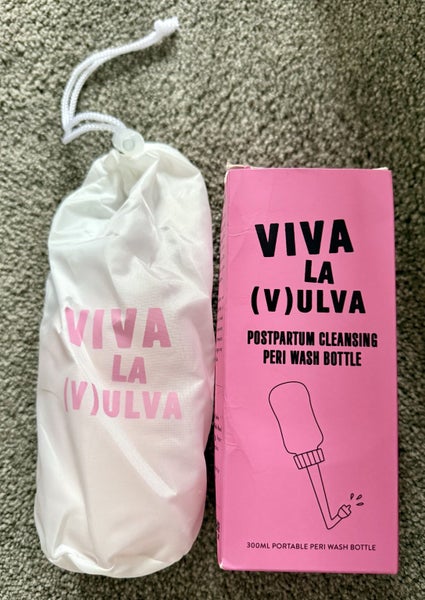 VIVA
LA
(V)ULVA
VIVA
LA
(V)ULVA
POSTPARTUM CLEANSING
PERI WASH BOTTLE
300ML PORTABLE PERI WASH BOTTLE